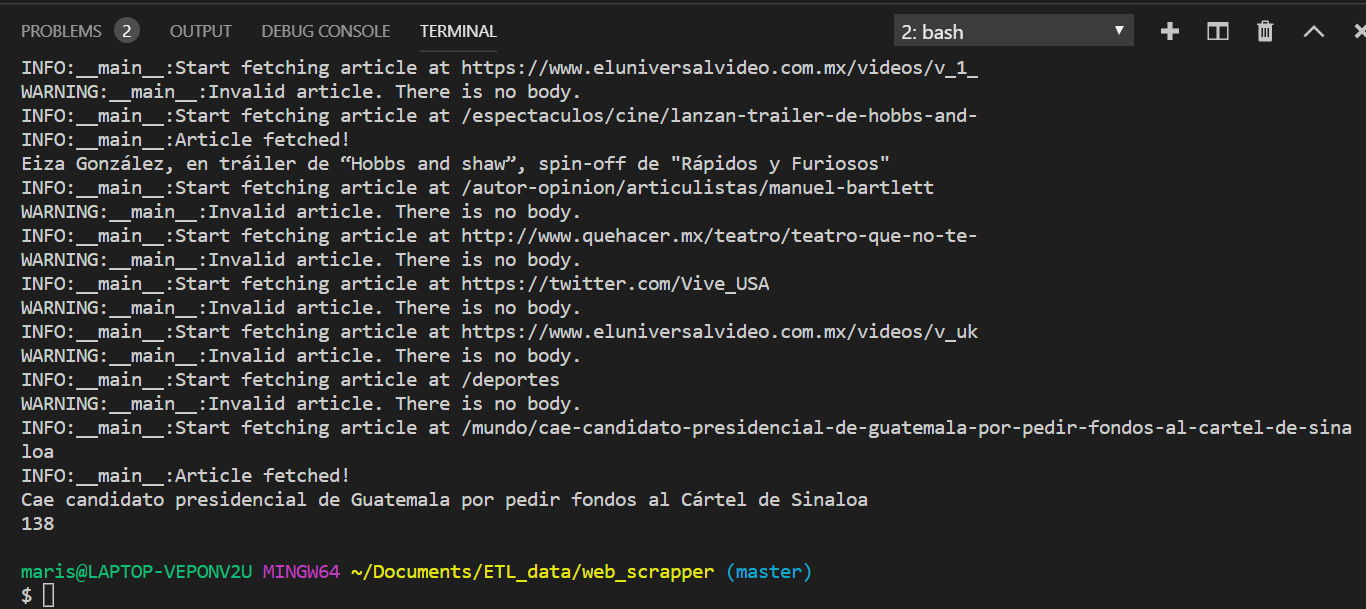 PROBLEMS 2 OUTPUT DEBUG CONSOLE TERMINAL 2: bash
INFO:__main__:Start fetching article at https://www.eluniversalvideo.com.mx/videos/v_1_
WARNING:__main__:Invalid article. There is no body.
INFO:__main__:Start fetching article at /espectaculos/cine/lanzan-trailer-de-hobbs-and-
INFO:__main__:Article fetched!
Eiza González, en tráiler de “Hobbs and shaw”, spin-off de "Rápidos y Furiosos"
INFO:__main__:Start fetching article at /autor-opinion/articulistas/manuel-bartlett
WARNING:__main__:Invalid article. There is no body.
INFO:__main__:Start fetching article at http://www.quehacer.mx/teatro/teatro-que-no-te-
WARNING:__main__:Invalid article. There is no body.
INFO:__main__:Start fetching article at https://twitter.com/Vive_USA
WARNING:__main__:Invalid article. There is no body.
INFO:__main__:Start fetching article at https://www.eluniversalvideo.com.mx/videos/v_uk
WARNING:__main__:Invalid article. There is no body.
INFO:__main__:Start fetching article at /deportes
WARNING:__main__:Invalid article. There is no body.
INFO:__main__:Start fetching article at /mundo/cae-candidato-presidencial-de-guatemala-por-pedir-fondos-al-cartel-de-sina
loa
INFO:__main__:Article fetched!
Cae candidato presidencial de Guatemala por pedir fondos al Cártel de Sinaloa
138
maris@LAPTOP-VEPONV2U MINGW64 ~/Documents/ETL_data/web_scrapper (master)
$